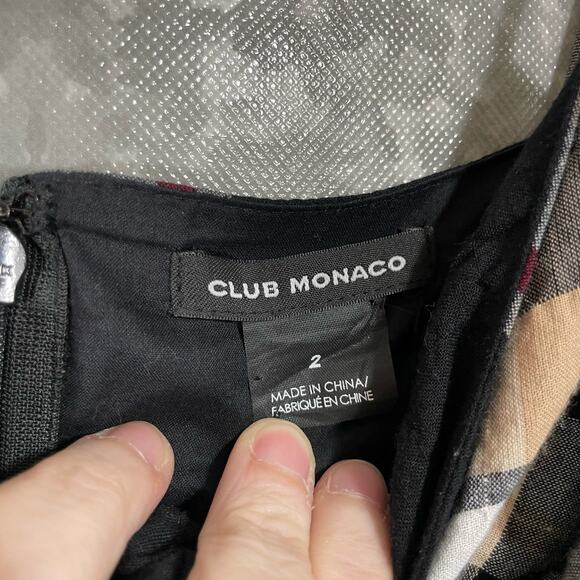 CLUB MONACO
2
MADE IN CHINA/
FABRIQUÉ EN CHINE